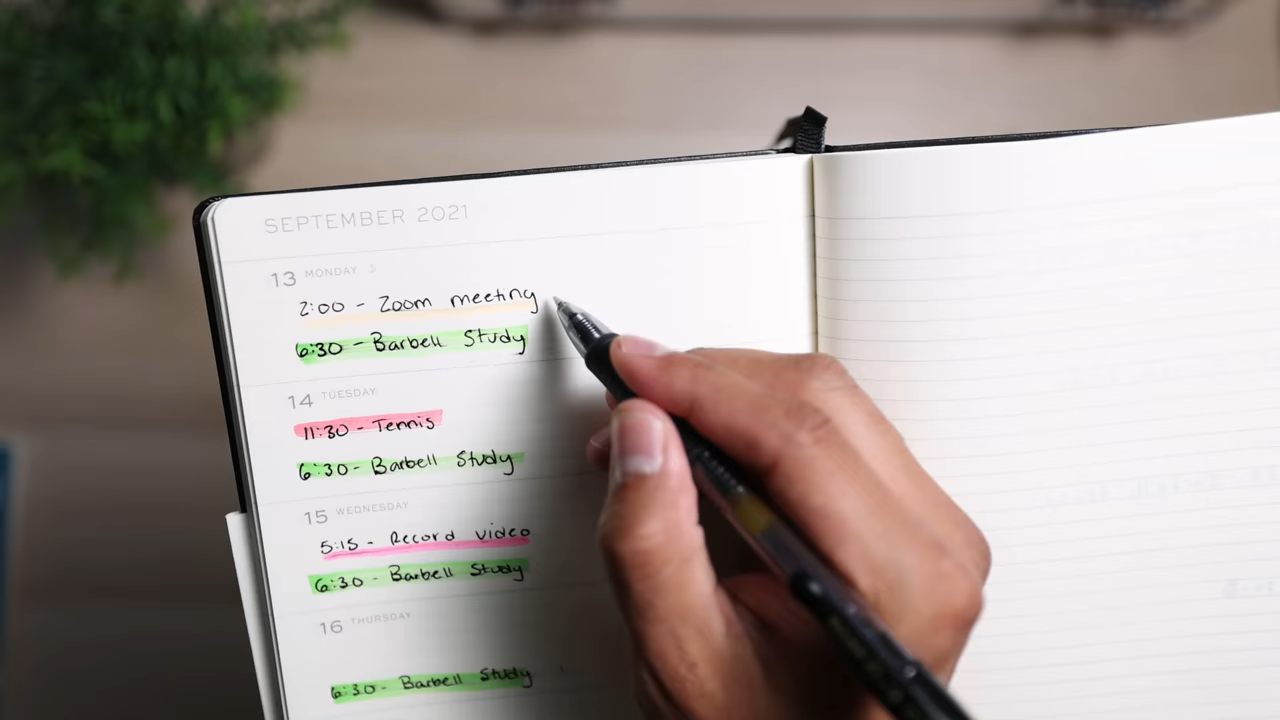 SEPTEMBER 2021
13 MONDAY
2:00 - Zoom meeting
6:30 - Barbell Study
14 TUESDAY
11:30 - Tennis
6:30 - Barbell Study
15 WEDNESDAY
5:15 - Record video
6:30 - Barbell Study
16 THURSDAY
6:30 - Barbell Study